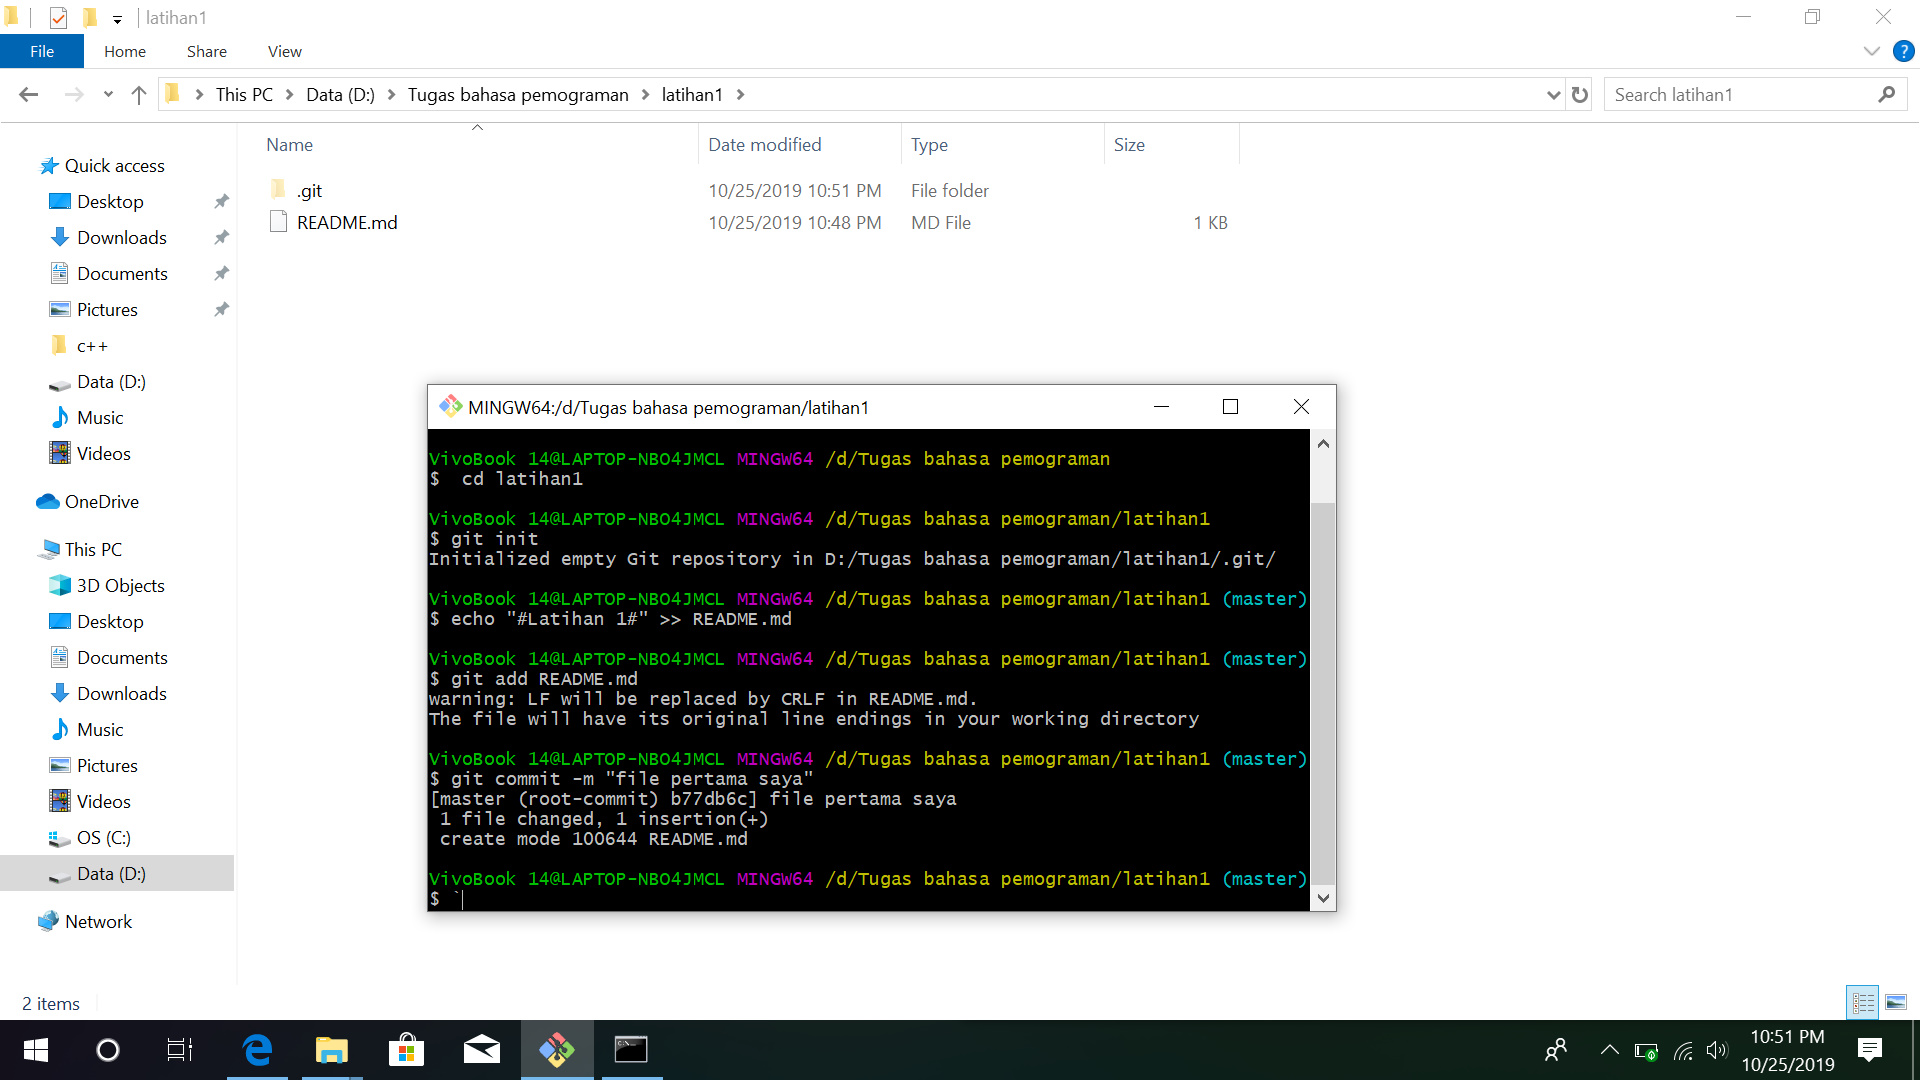 latihan1
File Home Share View
This PC Data (D:) Tugas bahasa pemograman latihan1
Search latihan1
Name Date modified Type Size
.git 10/25/2019 10:51 PM File folder
README.md 10/25/2019 10:48 PM MD File 1 KB
Quick access
Desktop
Downloads
Documents
Pictures
c++
Data (D:)
Music
Videos
OneDrive
This PC
3D Objects
Desktop
Documents
Downloads
Music
Pictures
Videos
OS (C:)
Data (D:)
Network
MINGW64:/d/Tugas bahasa pemograman/latihan1
VivoBook 14@LAPTOP-NBO4JMCL MINGW64 /d/Tugas bahasa pemograman
$  cd latihan1
VivoBook 14@LAPTOP-NBO4JMCL MINGW64 /d/Tugas bahasa pemograman/latihan1
$ git init
Initialized empty Git repository in D:/Tugas bahasa pemograman/latihan1/.git/
VivoBook 14@LAPTOP-NBO4JMCL MINGW64 /d/Tugas bahasa pemograman/latihan1 (master)
$ echo "#Latihan 1#" >> README.md
VivoBook 14@LAPTOP-NBO4JMCL MINGW64 /d/Tugas bahasa pemograman/latihan1 (master)
$ git add README.md
warning: LF will be replaced by CRLF in README.md.
The file will have its original line endings in your working directory
VivoBook 14@LAPTOP-NBO4JMCL MINGW64 /d/Tugas bahasa pemograman/latihan1 (master)
$ git commit -m "file pertama saya"
[master (root-commit) b77db6c] file pertama saya
 1 file changed, 1 insertion(+)
 create mode 100644 README.md
VivoBook 14@LAPTOP-NBO4JMCL MINGW64 /d/Tugas bahasa pemograman/latihan1 (master)
$ `
2 items
10:51 PM
10/25/2019